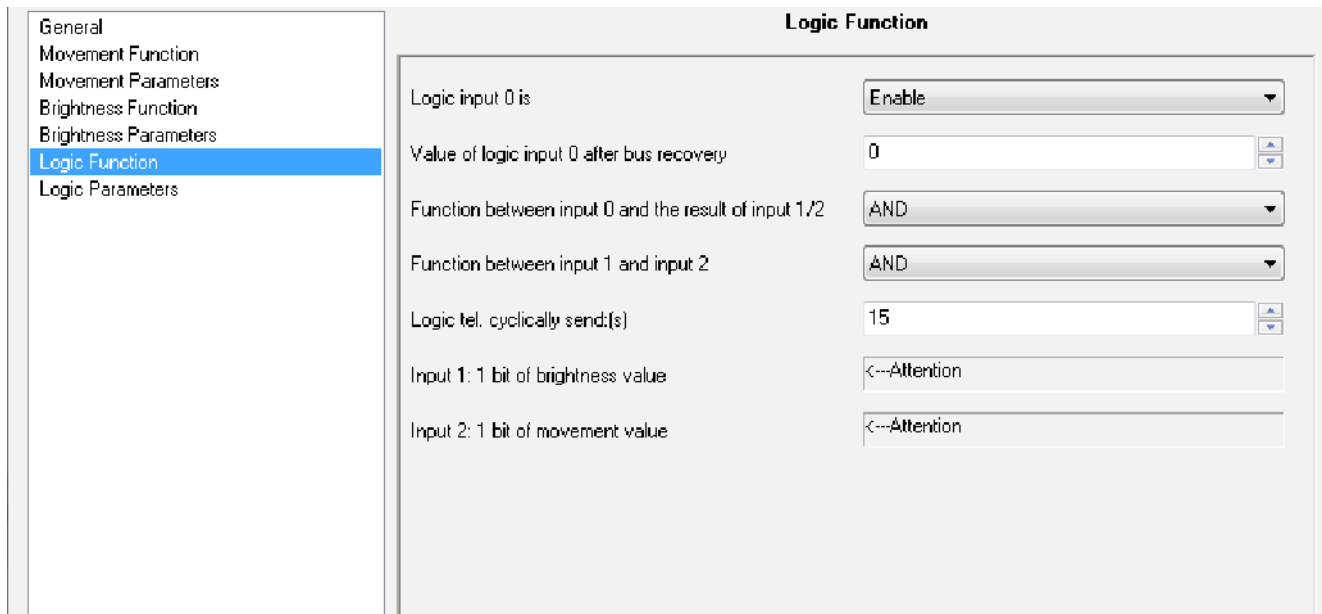 General
Movement Function
Movement Parameters
Brightness Function
Brightness Parameters
Logic Function
Logic Parameters
Logic Function
Logic input 0 is
Enable
Value of logic input 0 after bus recovery
0
Function between input 0 and the result of input 1/2
AND
Function between input 1 and input 2
AND
Logic tel. cyclically send:(s)
15
Input 1: 1 bit of brightness value
<---Attention
Input 2: 1 bit of movement value
<---Attention